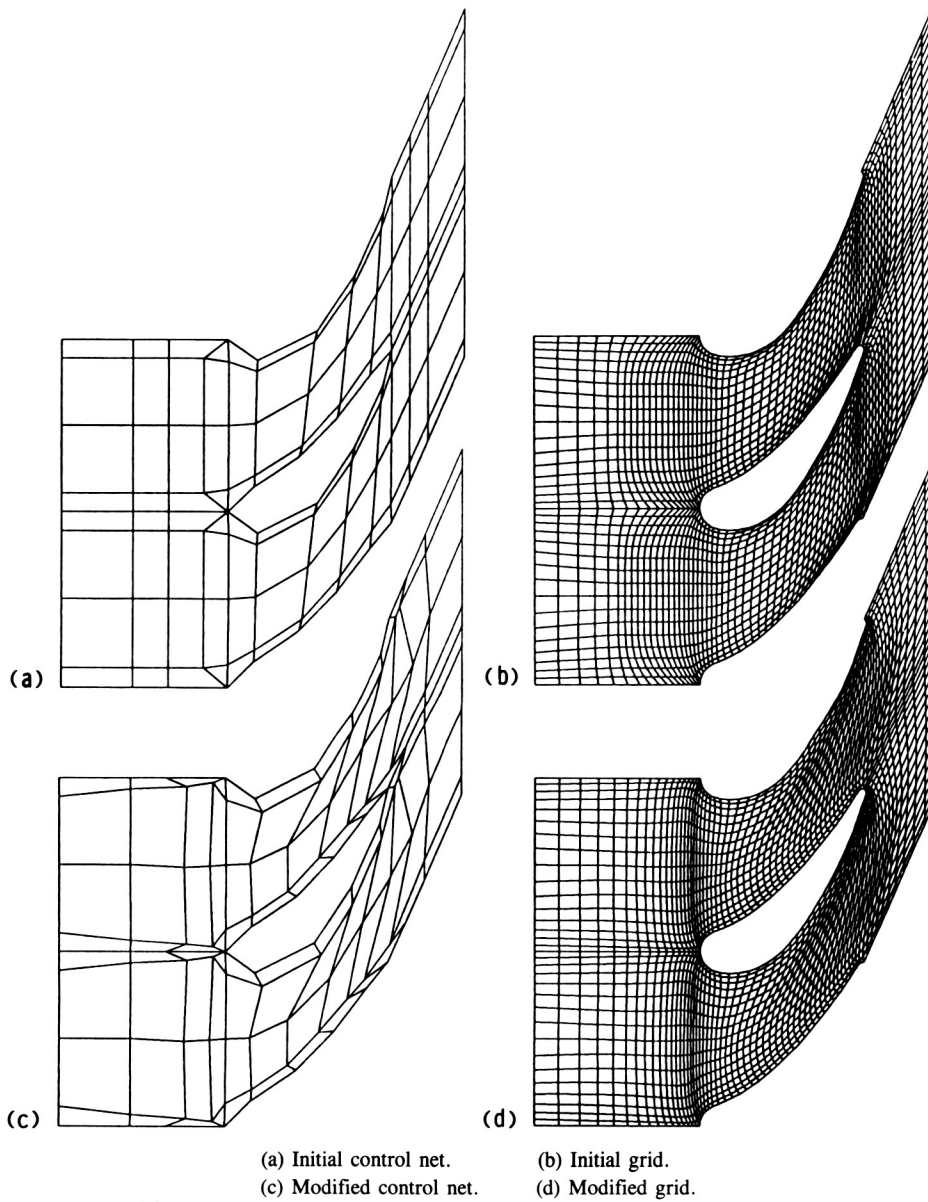 (a)
(b)
(c)
(d)
(a) Initial control net. (b) Initial grid.
(c) Modified control net. (d) Modified grid.